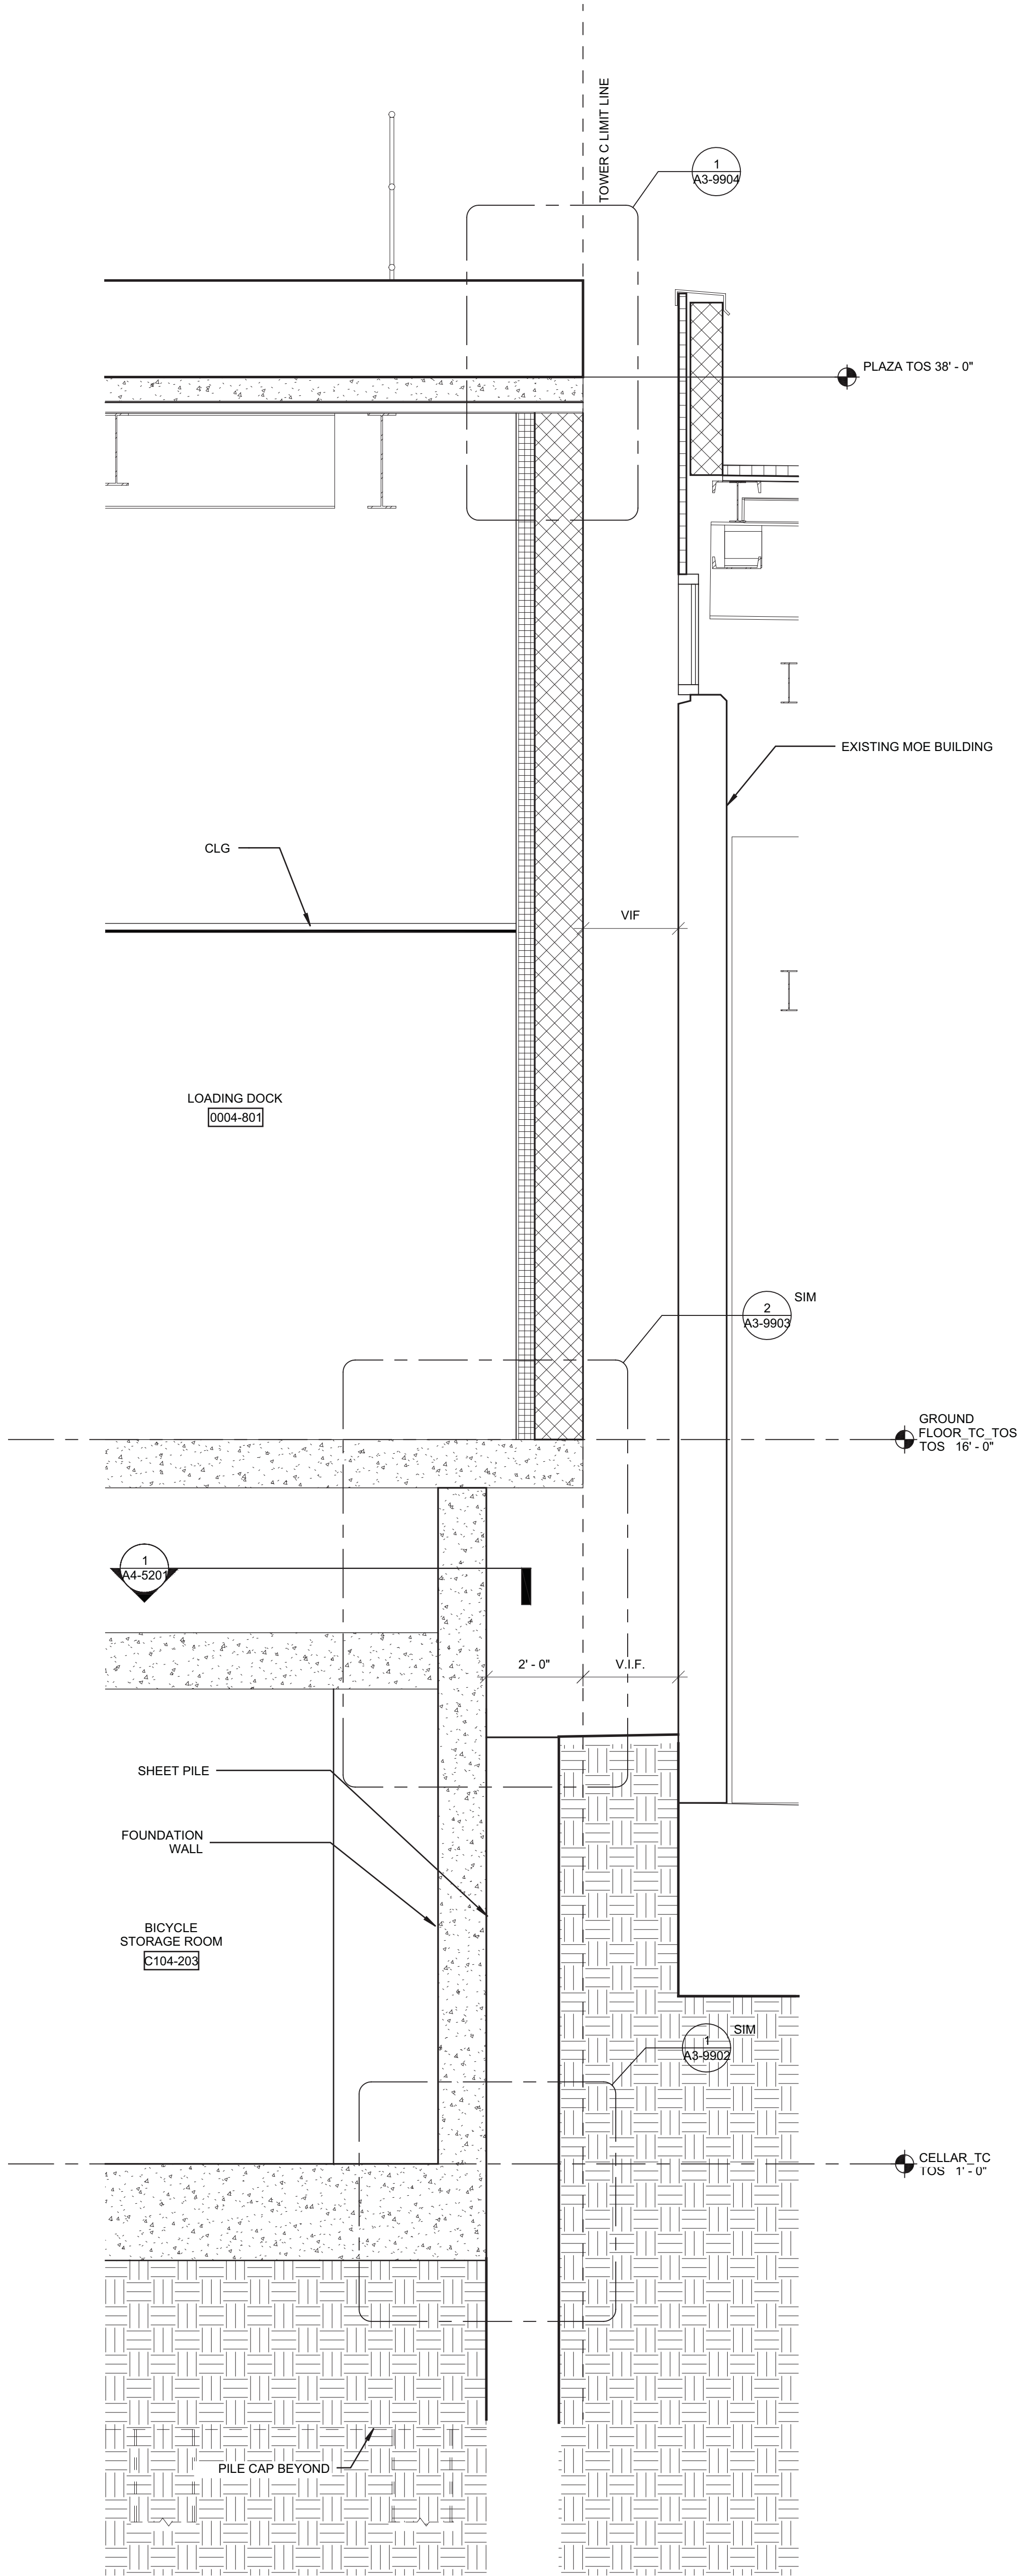 TOWER C LIMIT LINE
1
A3-9904
PLAZA TOS 38' - 0"
EXISTING MOE BUILDING
CLG
VIF
LOADING DOCK
0004-801
SIM
2
A3-9903
GROUND
FLOOR_TC_TOS
TOS 16' - 0"
1
A4-5201
2' - 0"
V.I.F.
SHEET PILE
FOUNDATION
WALL
BICYCLE
STORAGE ROOM
C104-203
SIM
1
A3-9902
CELLAR_TC
TOS 1' - 0"
PILE CAP BEYOND